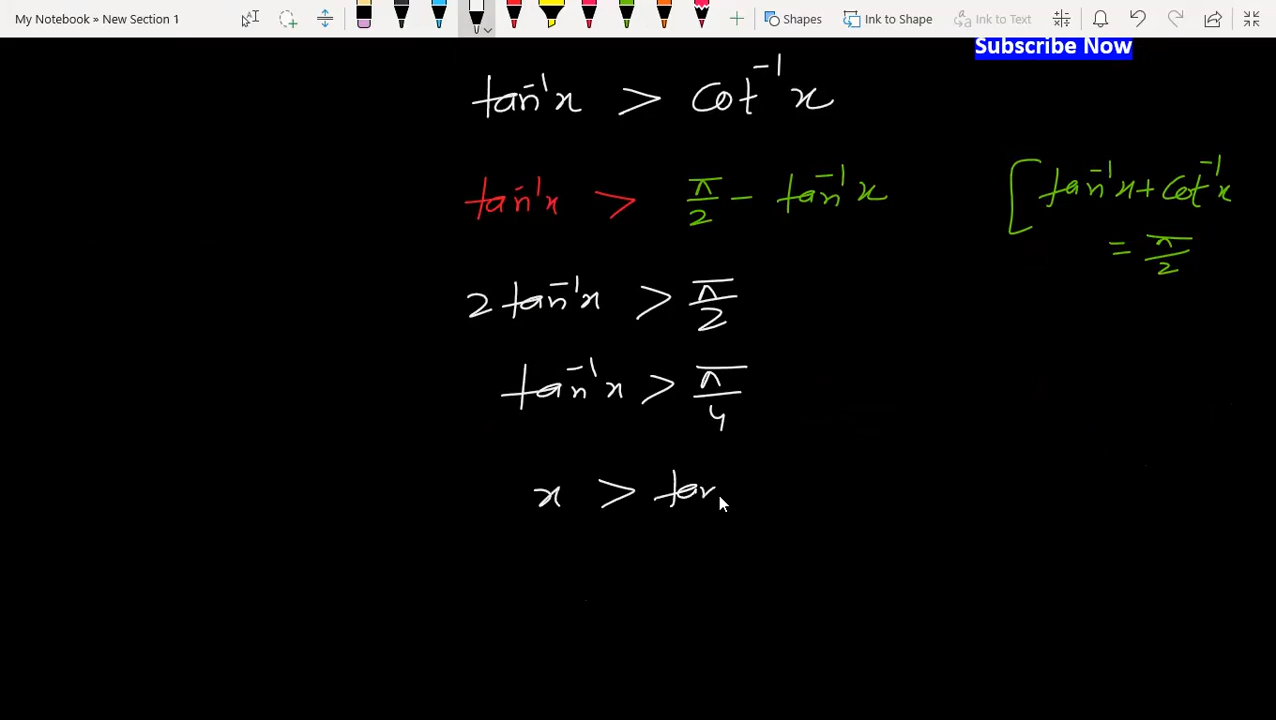 My Notebook » New Section 1
Shapes
Ink to Shape
Ink to Text
Subscribe Now
tan⁻¹x > cot⁻¹x
tan⁻¹x > π/2 - tan⁻¹x
[tan⁻¹x + cot⁻¹x
= π/2
2 tan⁻¹x > π/2
tan⁻¹x > π/4
x > tan